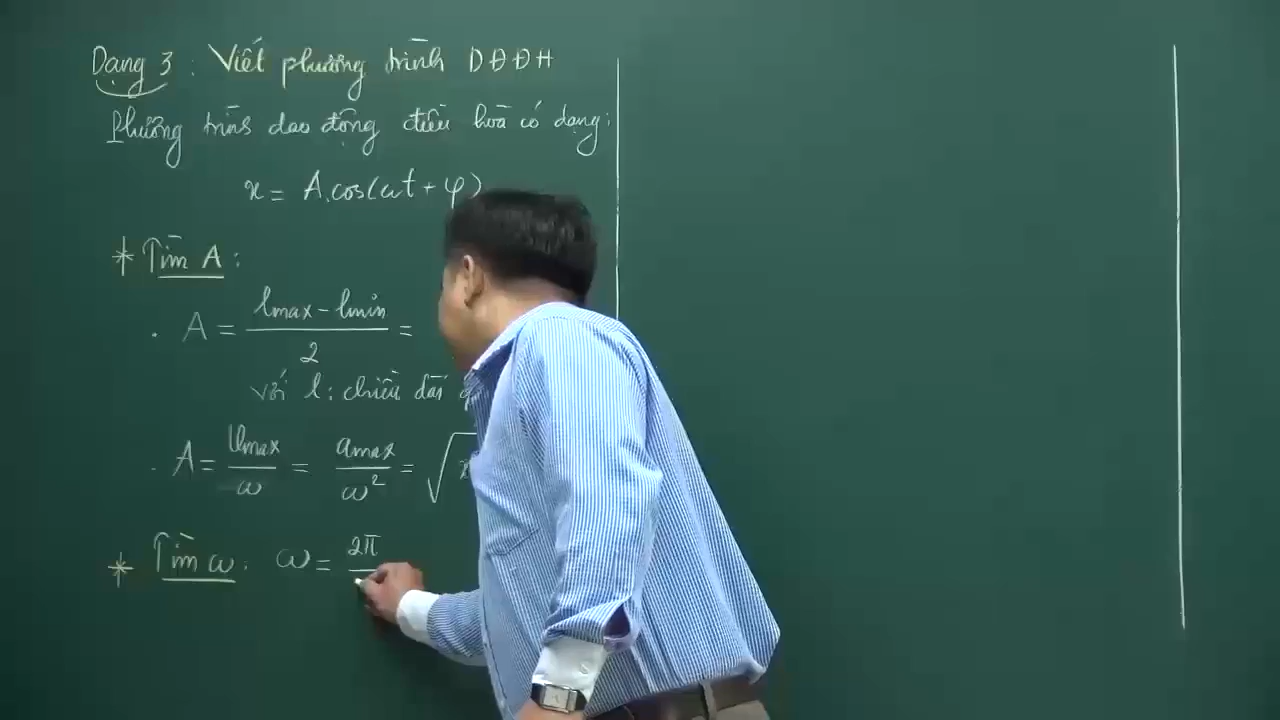 Dạng 3 : Viết phương trình DĐĐH
Phương trình dao động điều hoà có dạng:
x = A.cos(ωt + φ)
* Tìm A :
. A = (lmax - lmin)/2 =
với l : chiều dài
. A = vmax/ω = amax/ω² = √
* Tìm ω : ω = 2π